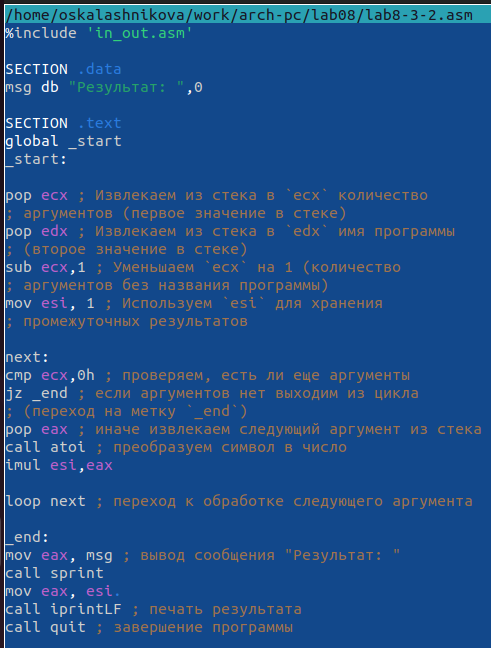 /home/oskalashnikova/work/arch-pc/lab08/lab8-3-2.asm
%include 'in_out.asm'
SECTION .data
msg db "Результат: ",0
SECTION .text
global _start
_start:
pop ecx ; Извлекаем из стека в `ecx` количество
; аргументов (первое значение в стеке)
pop edx ; Извлекаем из стека в `edx` имя программы
; (второе значение в стеке)
sub ecx,1 ; Уменьшаем `ecx` на 1 (количество
; аргументов без названия программы)
mov esi, 1 ; Используем `esi` для хранения
; промежуточных результатов
next:
cmp ecx,0h ; проверяем, есть ли еще аргументы
jz _end ; если аргументов нет выходим из цикла
; (переход на метку `_end`)
pop eax ; иначе извлекаем следующий аргумент из стека
call atoi ; преобразуем символ в число
imul esi,eax
loop next ; переход к обработке следующего аргумента
_end:
mov eax, msg ; вывод сообщения "Результат: "
call sprint
mov eax, esi.
call iprintLF ; печать результата
call quit ; завершение программы